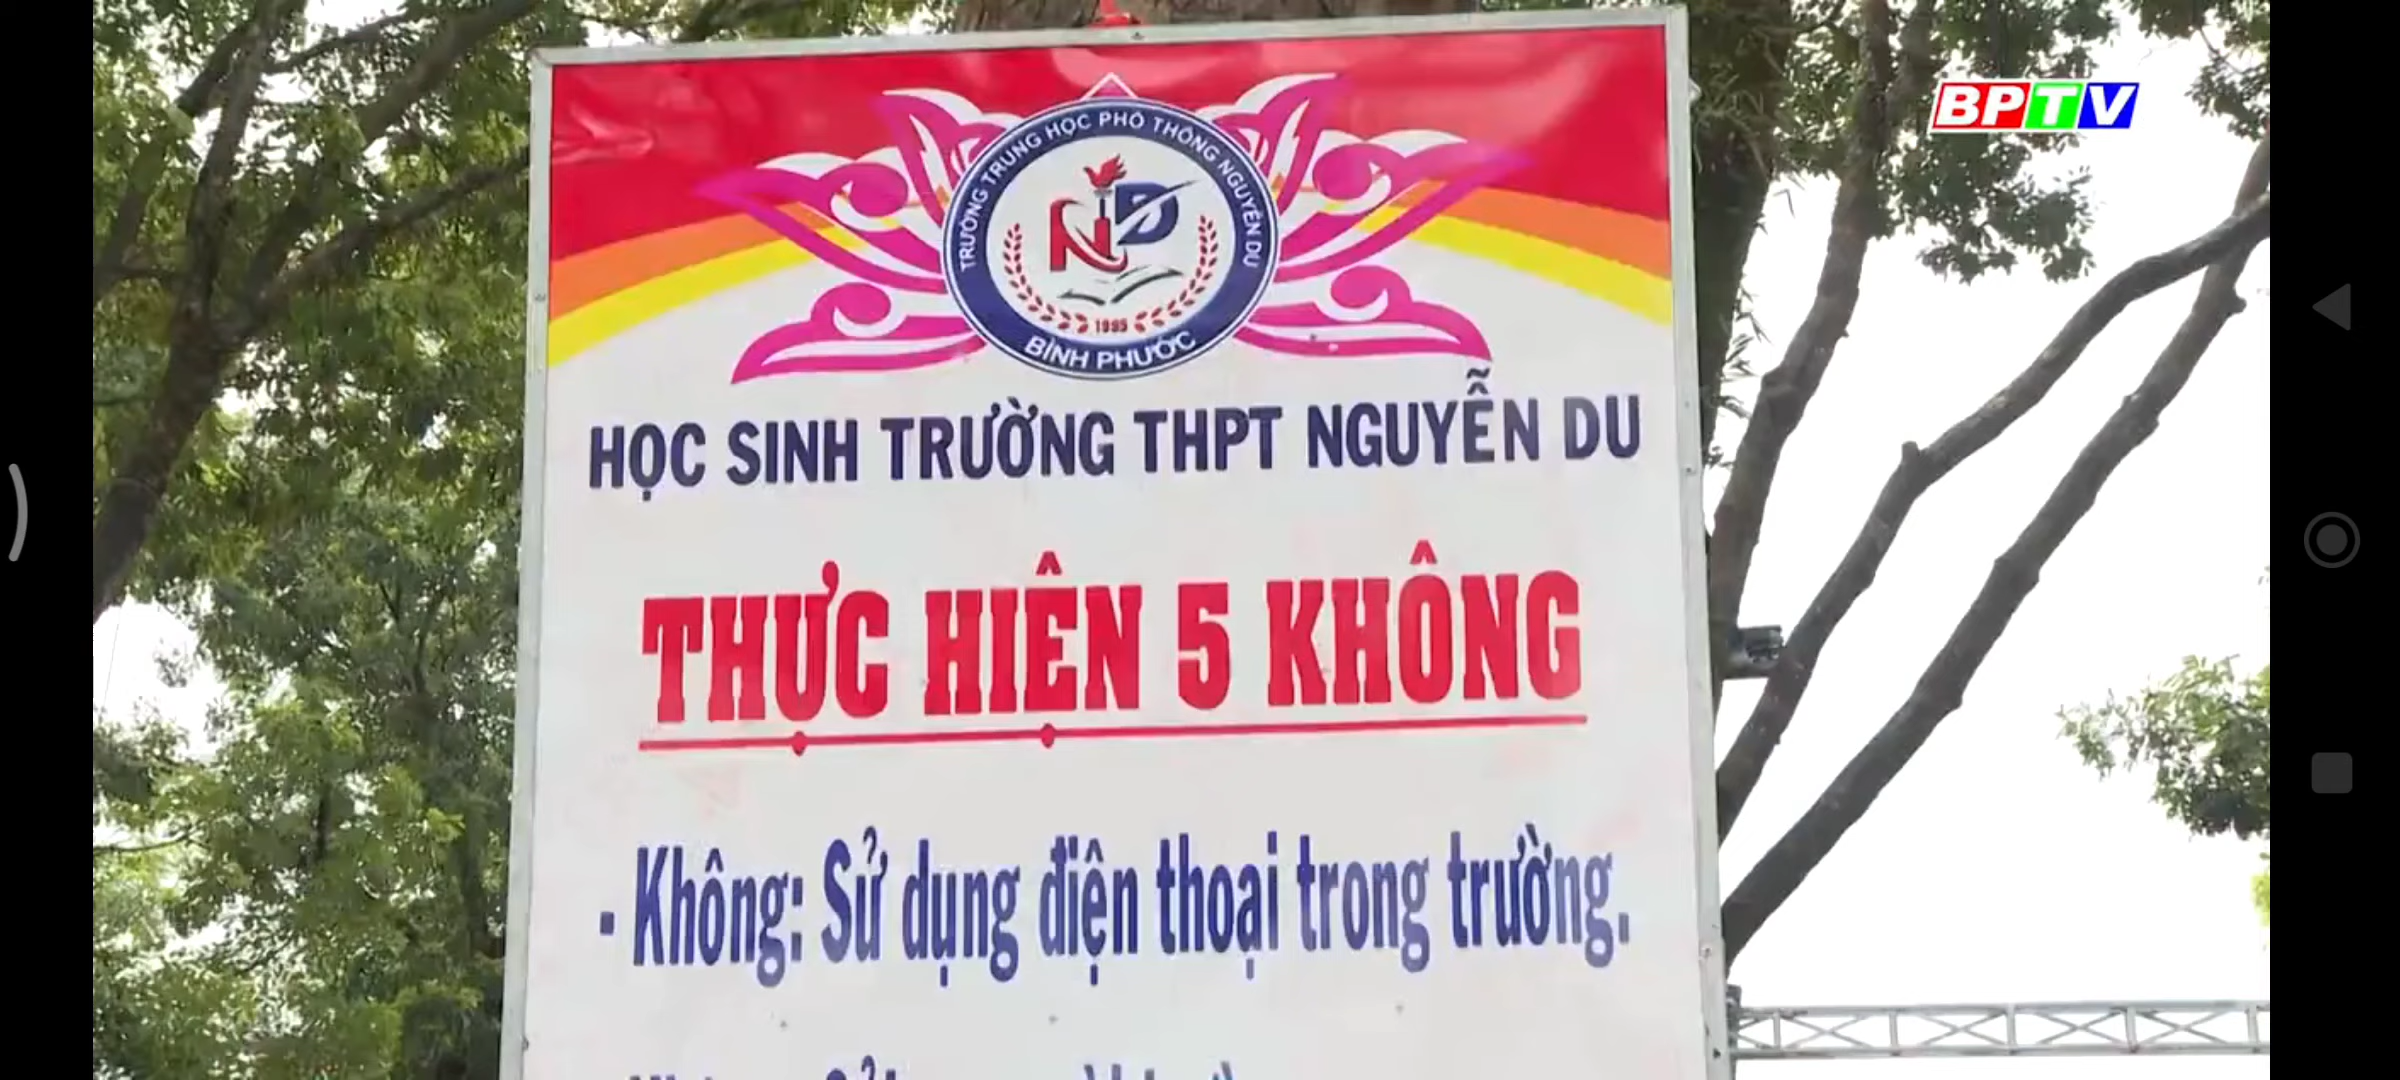 BPTV
TRƯỜNG TRUNG HỌC PHỔ THÔNG NGUYỄN DU
ND
1995
BÌNH PHƯỚC
HỌC SINH TRƯỜNG THPT NGUYỄN DU
THỰC HIỆN 5 KHÔNG
- Không: Sử dụng điện thoại trong trường.